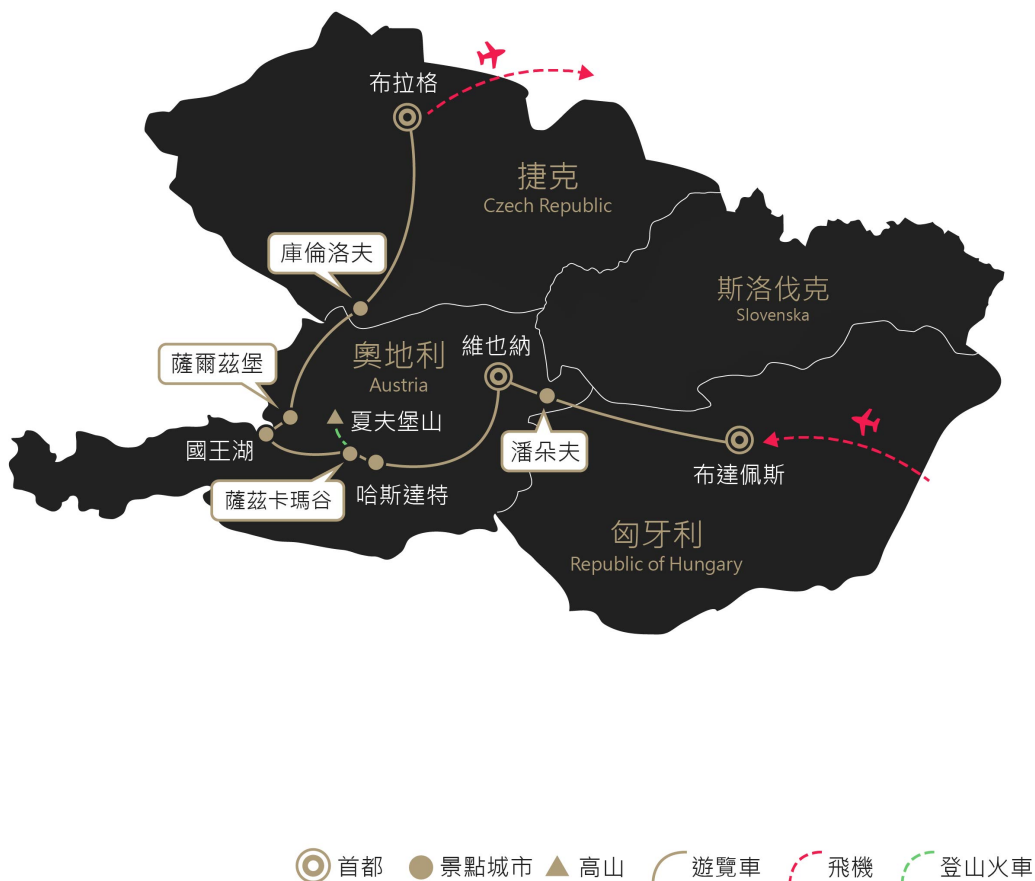 布拉格
捷克
Czech Republic
庫倫洛夫
斯洛伐克
Slovenska
奧地利
Austria
維也納
薩爾茲堡
夏夫堡山
國王湖
潘朵夫
布達佩斯
薩茲卡瑪谷
哈斯達特
匈牙利
Republic of Hungary
首都 景點城市 高山 遊覽車 飛機 登山火車